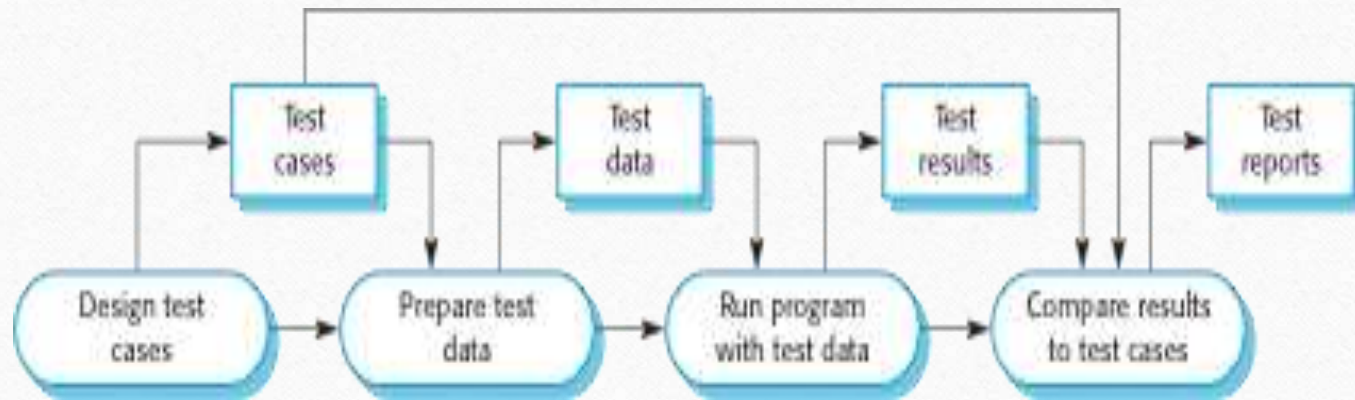 Test
cases
Test
data
Test
results
Test
reports
Design test
cases
Prepare test
data
Run program
with test data
Compare results
to test cases